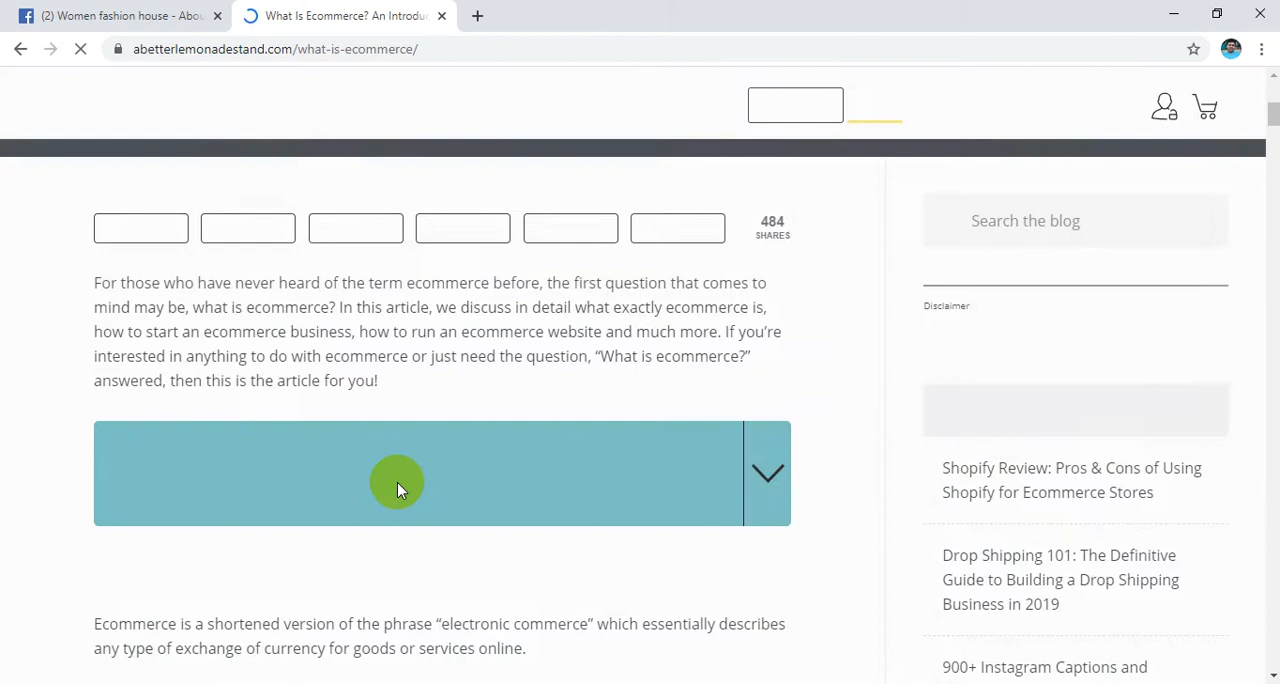 (2) Women fashion house - Abou
What Is Ecommerce? An Introduc
abetterlemonadestand.com/what-is-ecommerce/
484
SHARES
For those who have never heard of the term ecommerce before, the first question that comes to
mind may be, what is ecommerce? In this article, we discuss in detail what exactly ecommerce is,
how to start an ecommerce business, how to run an ecommerce website and much more. If you’re
interested in anything to do with ecommerce or just need the question, “What is ecommerce?”
answered, then this is the article for you!
Ecommerce is a shortened version of the phrase “electronic commerce” which essentially describes
any type of exchange of currency for goods or services online.
Search the blog
Disclaimer
Shopify Review: Pros & Cons of Using
Shopify for Ecommerce Stores
Drop Shipping 101: The Definitive
Guide to Building a Drop Shipping
Business in 2019
900+ Instagram Captions and